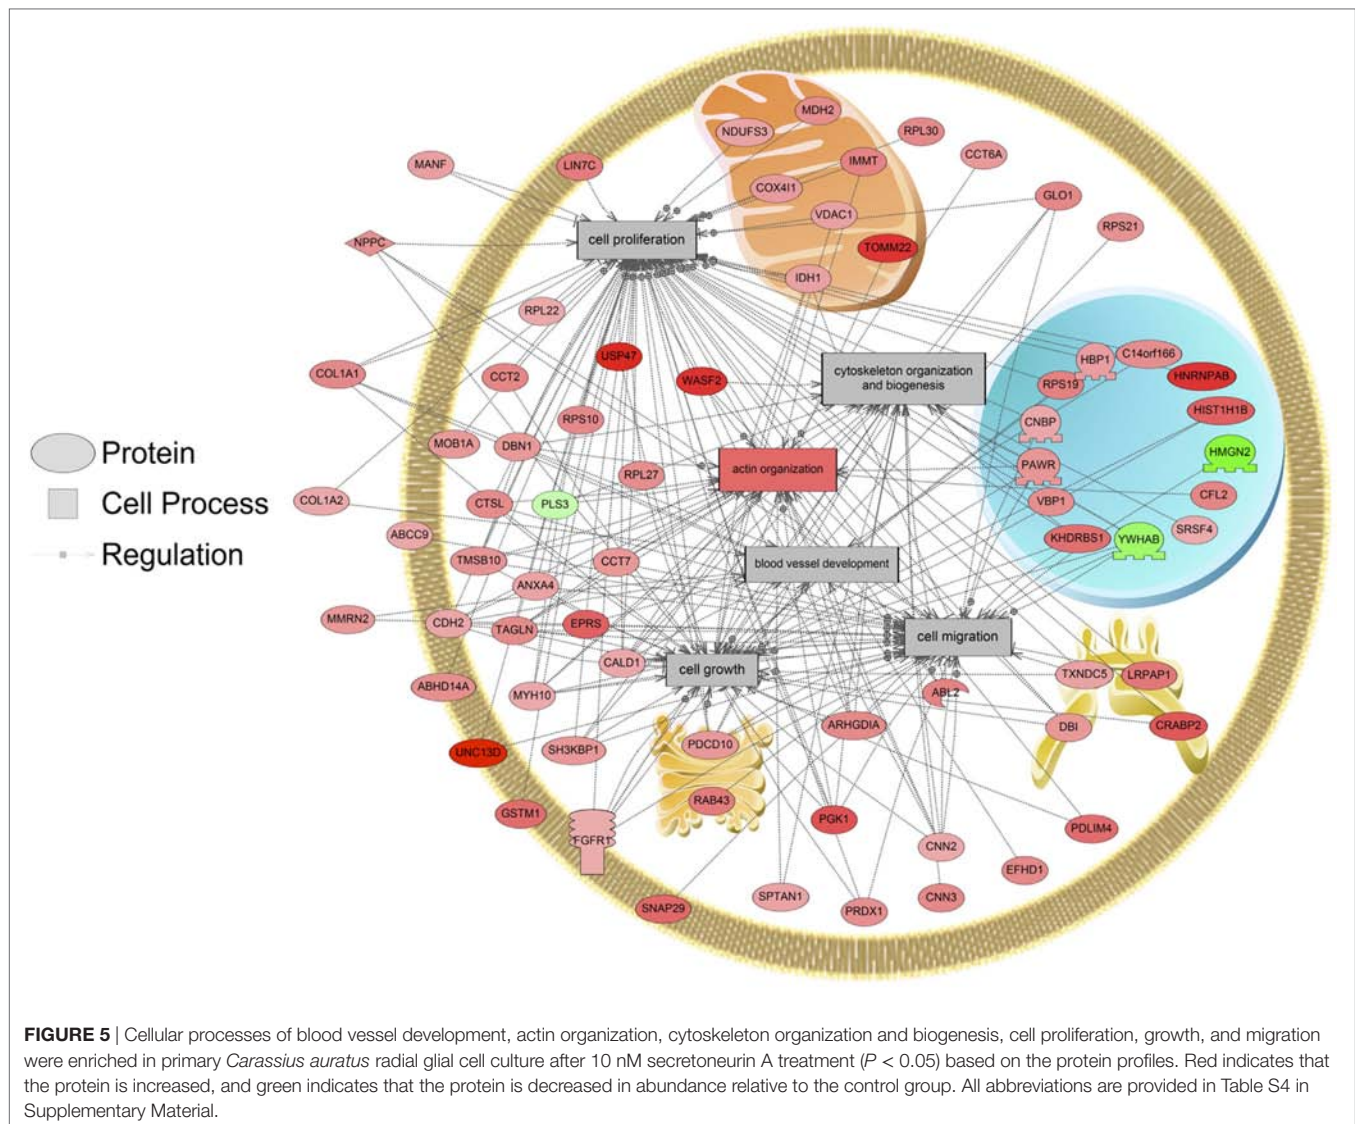 MDH2
NDUFS3
RPL30
CCT6A
MANF
LIN7C
IMMT
COX4I1
GLO1
VDAC1
RPS21
cell proliferation
NPPC
TOMM22
IDH1
RPL22
USP47
HBP1
C14orf166
COL1A1
CCT2
WASF2
cytoskeleton organization
and biogenesis
RPS19
HNRNPAB
HIST1H1B
RPS10
CNBP
MOB1A
DBN1
HMGN2
Protein
RPL27
actin organization
PAWR
COL1A2
Cell Process
CTSL
PLS3
VBP1
CFL2
ABCC9
SRSF4
KHDRBS1
YWHAB
Regulation
TMSB10
CCT7
blood vessel development
ANXA4
MMRN2
CDH2
TAGLN
EPRS
cell migration
CALD1
cell growth
TXNDC5
LRPAP1
ABHD14A
MYH10
ABL2
ARHGDIA
DBI
CRABP2
UNC13D
SH3KBP1
PDCD10
RAB43
GSTM1
PGK1
PDLIM4
FGFR1
CNN2
EFHD1
SPTAN1
CNN3
SNAP29
PRDX1
FIGURE 5 | Cellular processes of blood vessel development, actin organization, cytoskeleton organization and biogenesis, cell proliferation, growth, and migration
were enriched in primary Carassius auratus radial glial cell culture after 10 nM secretoneurin A treatment (P < 0.05) based on the protein profiles. Red indicates that
the protein is increased, and green indicates that the protein is decreased in abundance relative to the control group. All abbreviations are provided in Table S4 in
Supplementary Material.